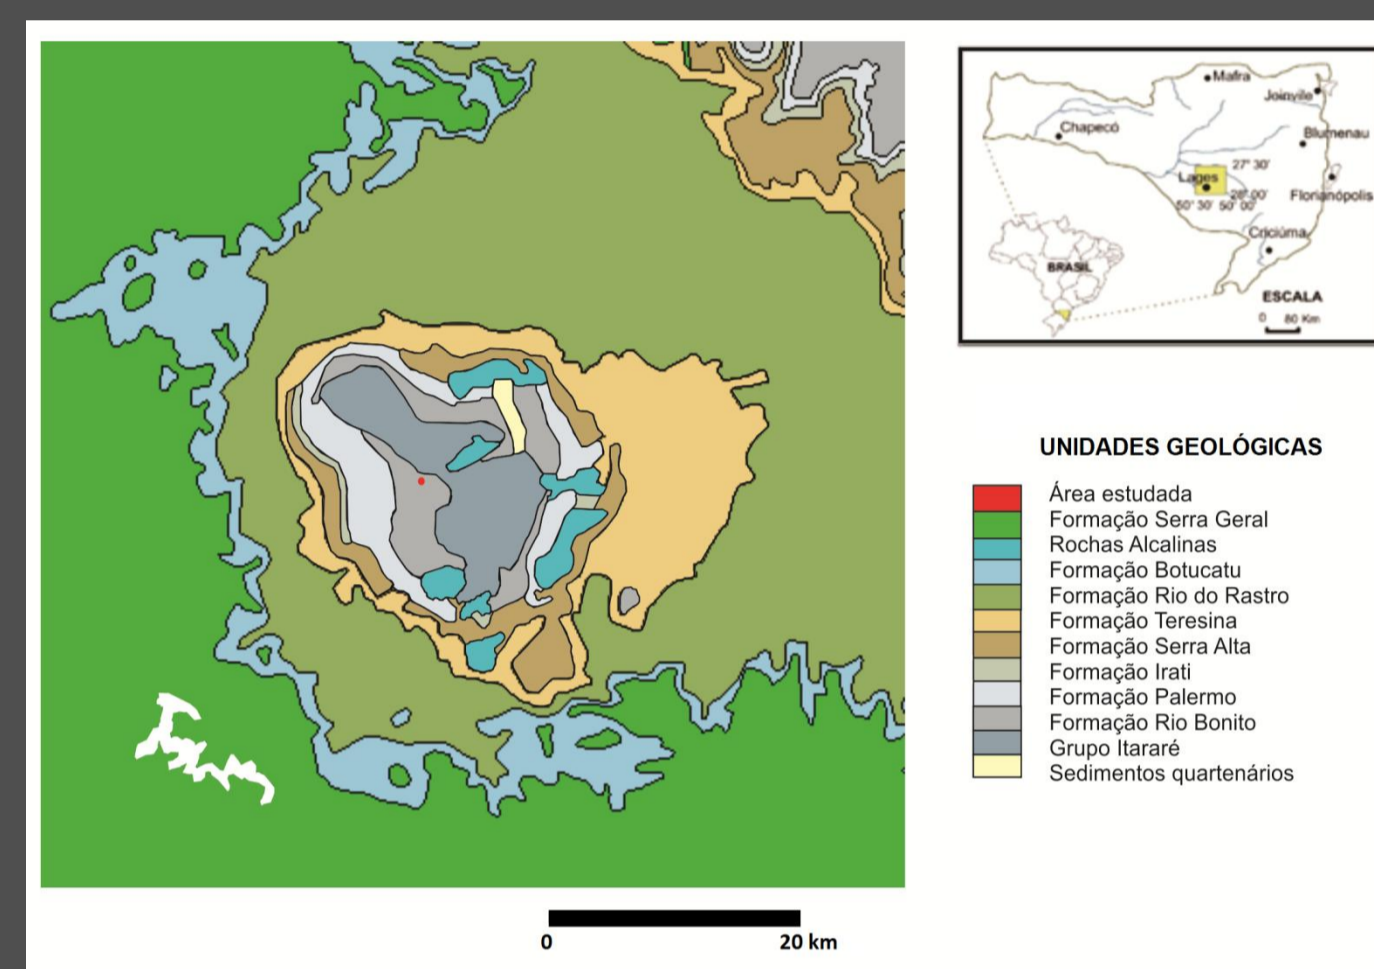 Mafra
Joinvile
Chapecó
Blumenau
27° 30'
Lages
28° 00'
50° 30' 50° 00'
Florianópolis
Criciúma
BRASIL
ESCALA
0 80 Km
UNIDADES GEOLÓGICAS
Área estudada
Formação Serra Geral
Rochas Alcalinas
Formação Botucatu
Formação Rio do Rastro
Formação Teresina
Formação Serra Alta
Formação Irati
Formação Palermo
Formação Rio Bonito
Grupo Itararé
Sedimentos quartenários
0 20 km